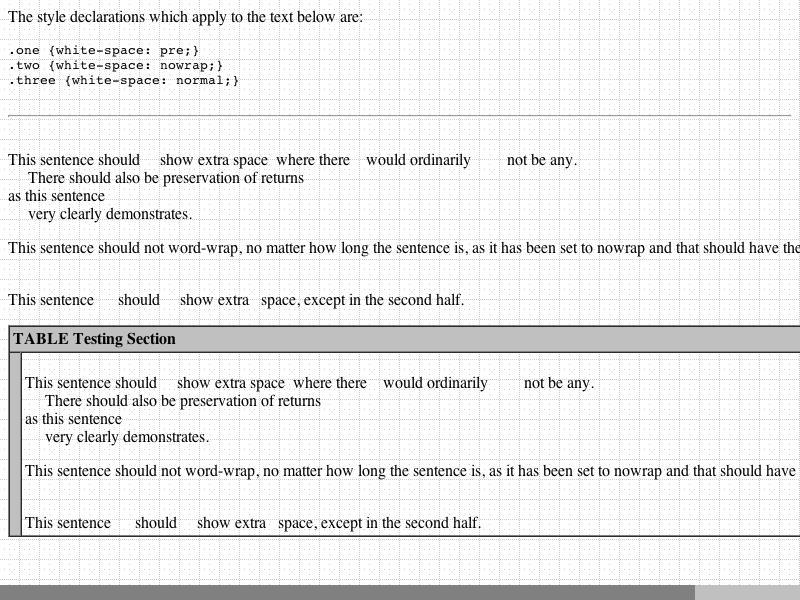 The style declarations which apply to the text below are:
.one {white-space: pre;}
.two {white-space: nowrap;}
.three {white-space: normal;}
This sentence should     show extra space  where there    would ordinarily         not be any.
     There should also be preservation of returns
as this sentence
     very clearly demonstrates.
This sentence should not word-wrap, no matter how long the sentence is, as it has been set to nowrap and that should have the
This sentence      should     show extra   space, except in the second half.
TABLE Testing Section
This sentence should     show extra space  where there    would ordinarily         not be any.
     There should also be preservation of returns
as this sentence
     very clearly demonstrates.
This sentence should not word-wrap, no matter how long the sentence is, as it has been set to nowrap and that should have
This sentence      should     show extra   space, except in the second half.